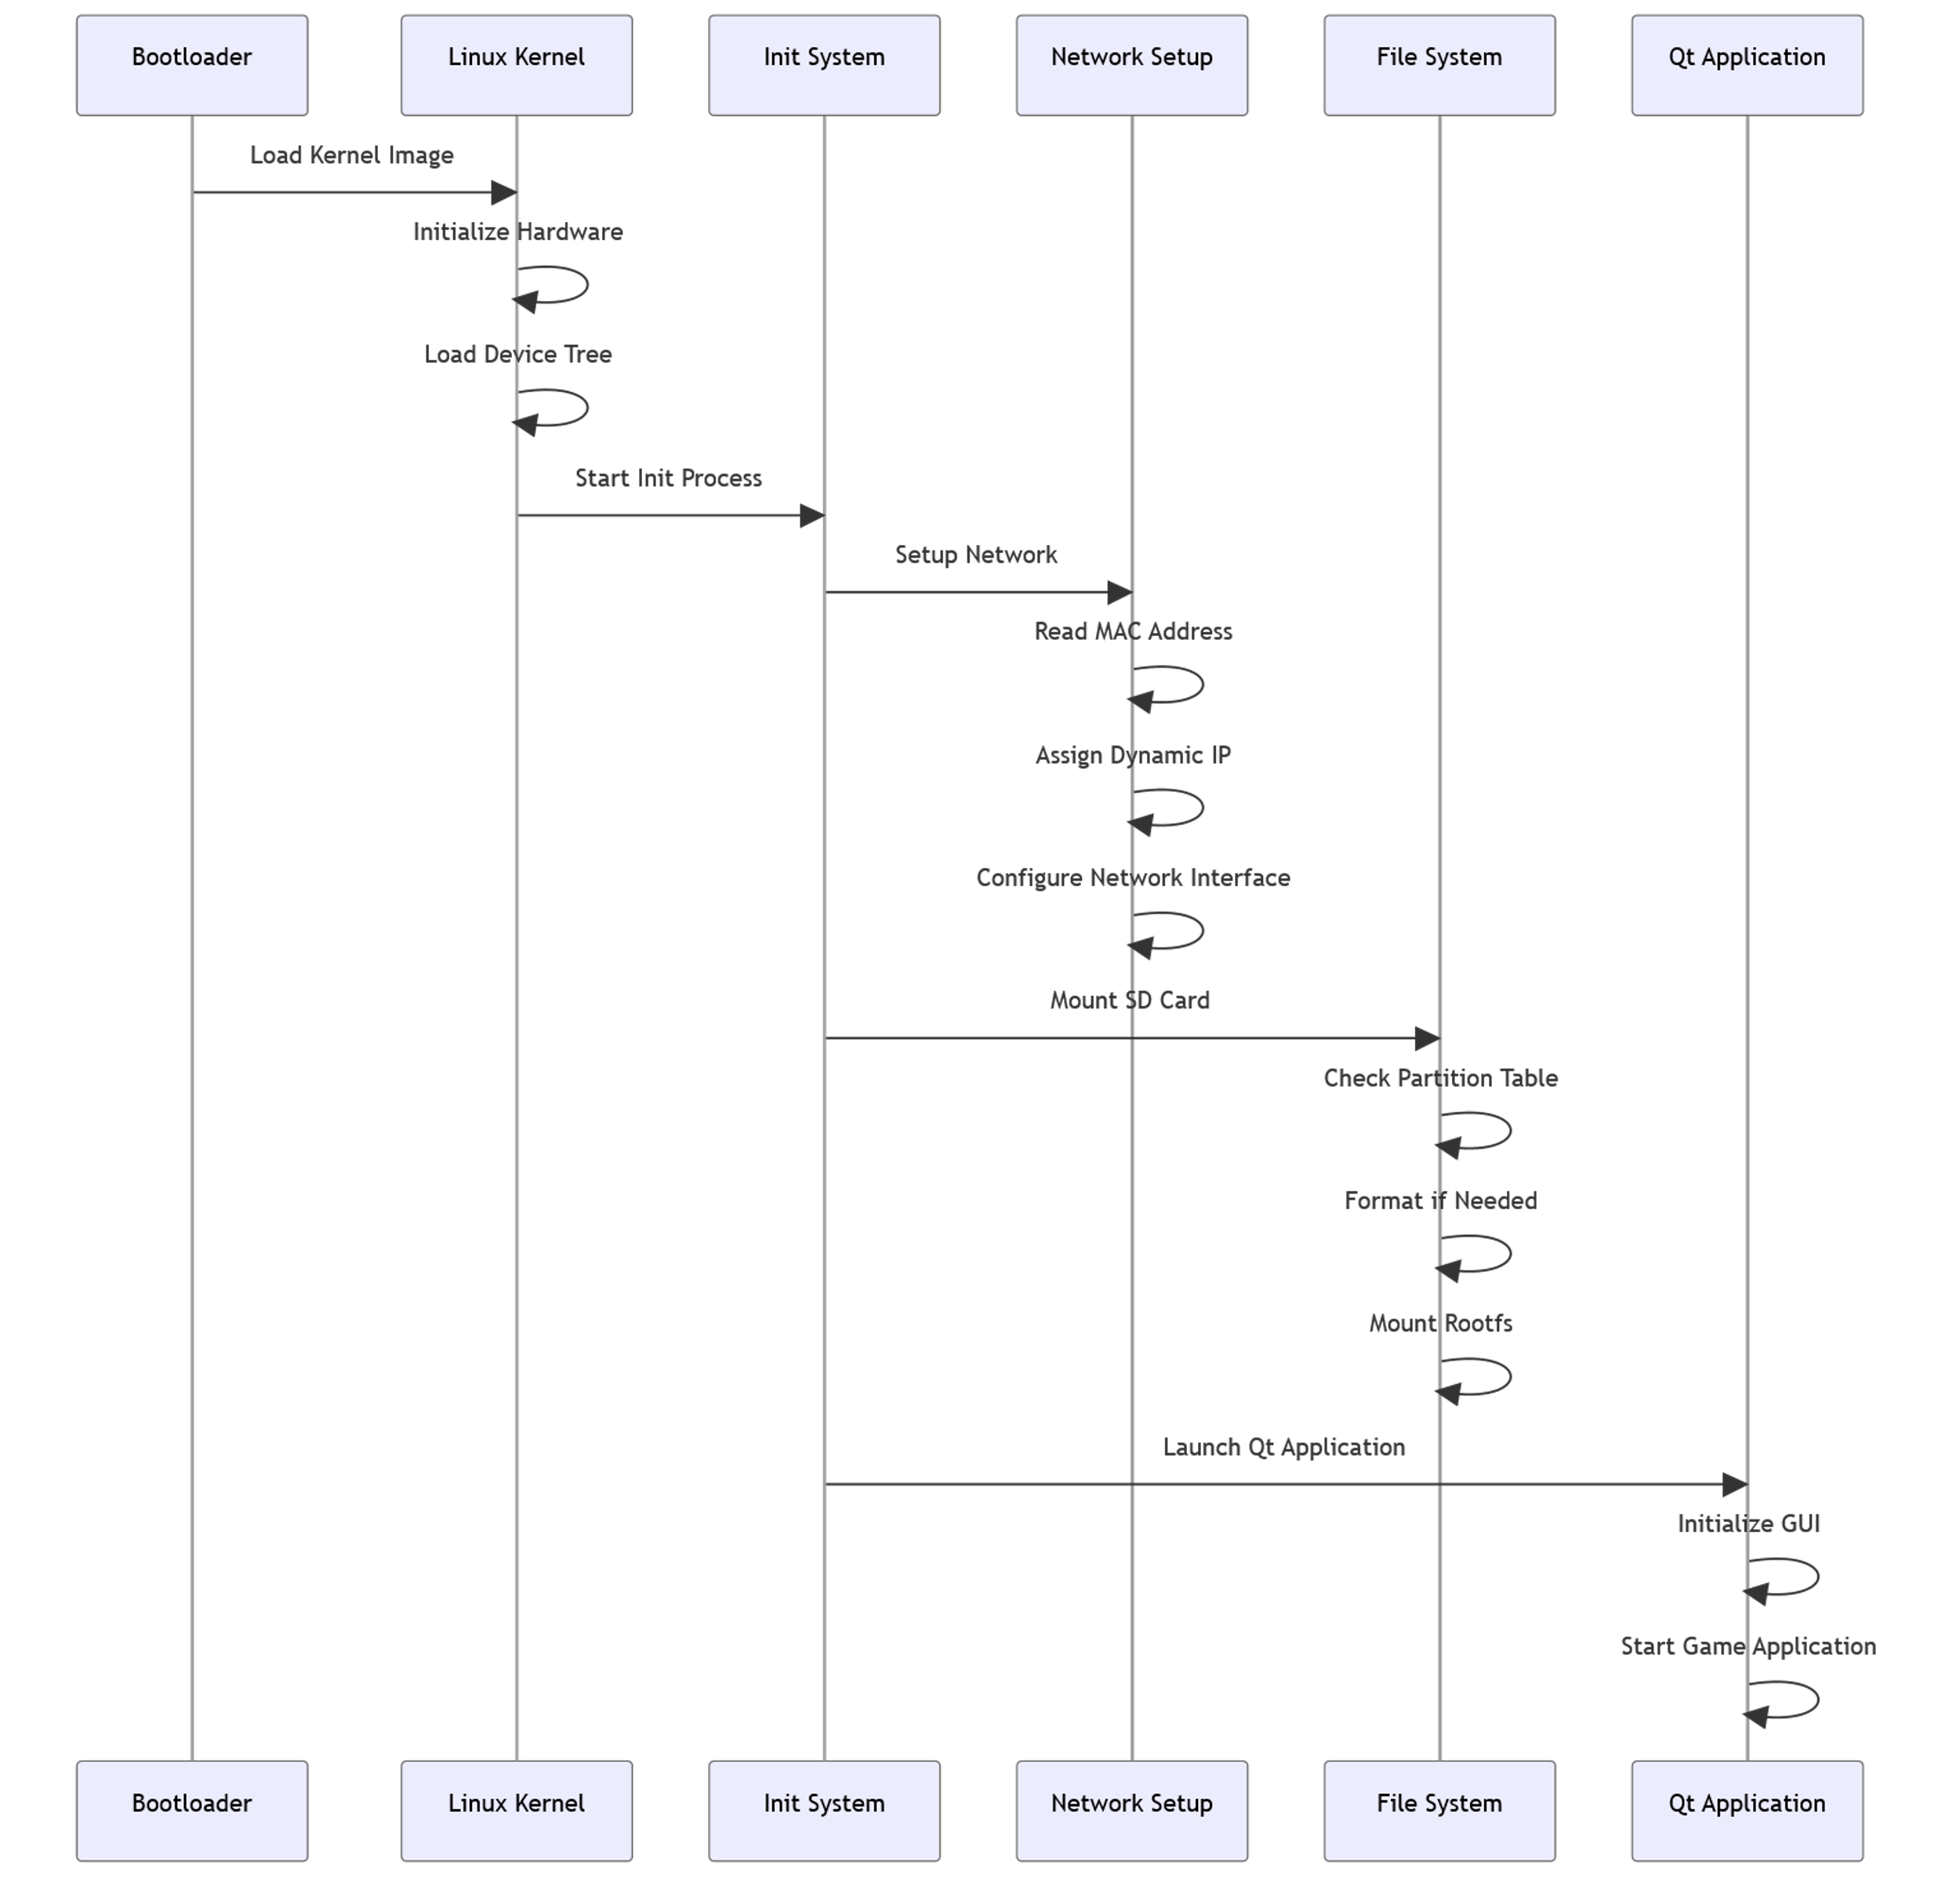 Bootloader
Linux Kernel
Init System
Network Setup
File System
Qt Application
Load Kernel Image
Initialize Hardware
Load Device Tree
Start Init Process
Setup Network
Read MAC Address
Assign Dynamic IP
Configure Network Interface
Mount SD Card
Check Partition Table
Format if Needed
Mount Rootfs
Launch Qt Application
Initialize GUI
Start Game Application
Bootloader
Linux Kernel
Init System
Network Setup
File System
Qt Application